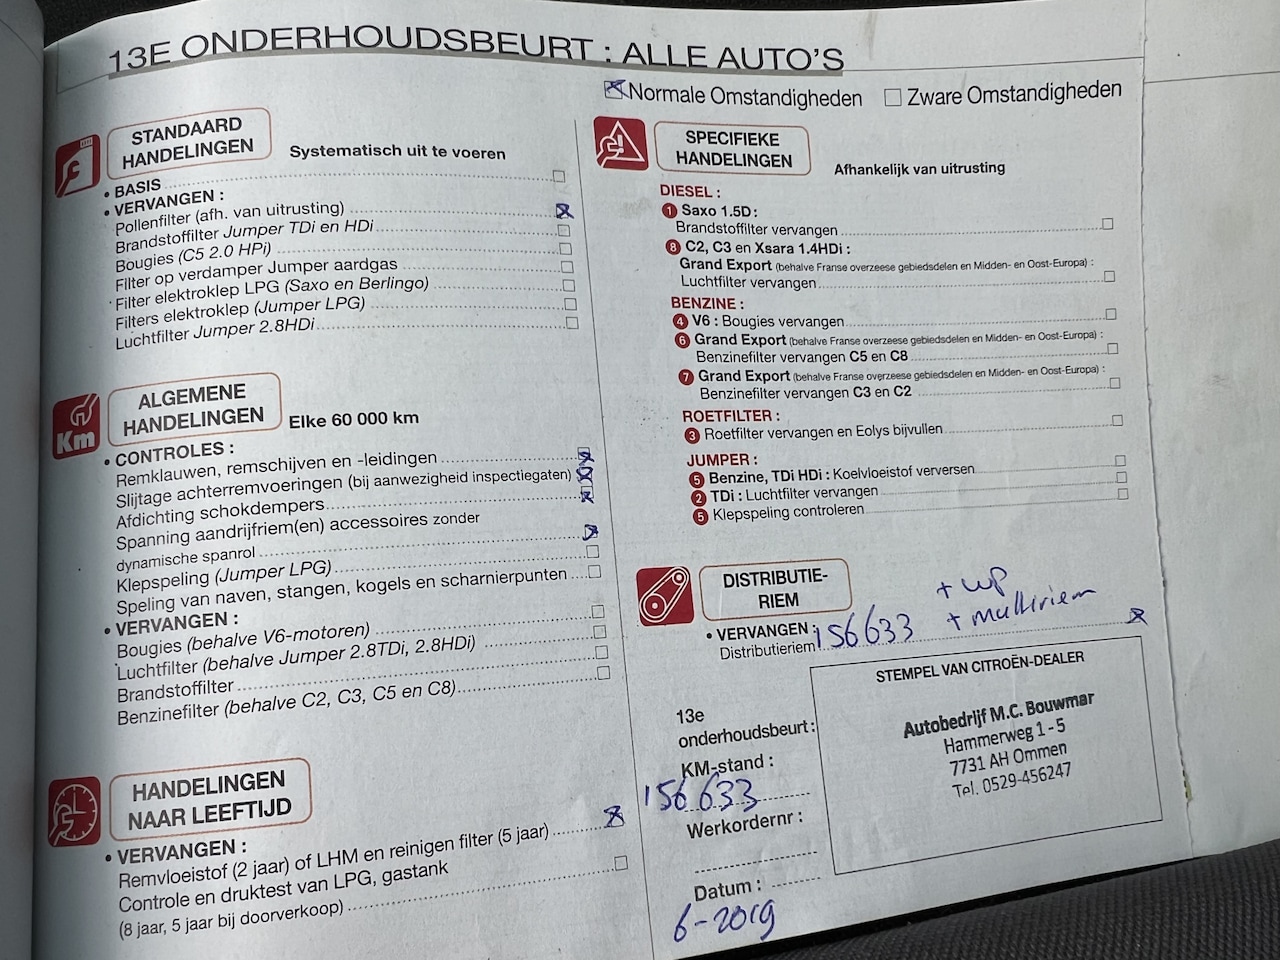 13E ONDERHOUDSBEURT : ALLE AUTO'S
Normale Omstandigheden
Zware Omstandigheden
STANDAARD
HANDELINGEN
Systematisch uit te voeren
• BASIS
• VERVANGEN :
Pollenfilter (afh. van uitrusting)
Brandstoffilter Jumper TDi en HDi
Bougies (C5 2.0 HPi)
Filter op verdamper Jumper aardgas
Filter elektroklep LPG (Saxo en Berlingo)
Filters elektroklep (Jumper LPG)
Luchtfilter Jumper 2.8HDi
Km
ALGEMENE
HANDELINGEN
Elke 60 000 km
• CONTROLES :
Remklauwen, remschijven en -leidingen
Slijtage achterremvoeringen (bij aanwezigheid inspectiegaten)
Afdichting schokdempers
Spanning aandrijfriem(en) accessoires zonder
dynamische spanrol
Klepspeling (Jumper LPG)
Speling van naven, stangen, kogels en scharnierpunten
• VERVANGEN :
Bougies (behalve V6-motoren)
Luchtfilter (behalve Jumper 2.8TDi, 2.8HDi)
Brandstoffilter
Benzinefilter (behalve C2, C3, C5 en C8)
HANDELINGEN
NAAR LEEFTIJD
• VERVANGEN :
Remvloeistof (2 jaar) of LHM en reinigen filter (5 jaar)
Controle en druktest van LPG, gastank
(8 jaar, 5 jaar bij doorverkoop)
SPECIFIEKE
HANDELINGEN
Afhankelijk van uitrusting
DIESEL :
1 Saxo 1.5D :
Brandstoffilter vervangen
8 C2, C3 en Xsara 1.4HDi :
Grand Export (behalve Franse overzeese gebiedsdelen en Midden- en Oost-Europa) :
Luchtfilter vervangen
BENZINE :
4 V6 : Bougies vervangen
6 Grand Export (behalve Franse overzeese gebiedsdelen en Midden- en Oost-Europa) :
Benzinefilter vervangen C5 en C8
7 Grand Export (behalve Franse overzeese gebiedsdelen en Midden- en Oost-Europa) :
Benzinefilter vervangen C3 en C2
ROETFILTER :
3 Roetfilter vervangen en Eolys bijvullen
JUMPER :
5 Benzine, TDi HDi : Koelvloeistof verversen
2 TDi : Luchtfilter vervangen
5 Klepspeling controleren
DISTRIBUTIE-
RIEM
+ wp
+ multiriem
• VERVANGEN :
Distributieriem 156633
STEMPEL VAN CITROËN-DEALER
Autobedrijf M.C. Bouwmar
Hammerweg 1 - 5
7731 AH Ommen
Tel. 0529-456247
13e
onderhoudsbeurt :
KM-stand :
156 633
Werkordernr :
Datum :
6-2019